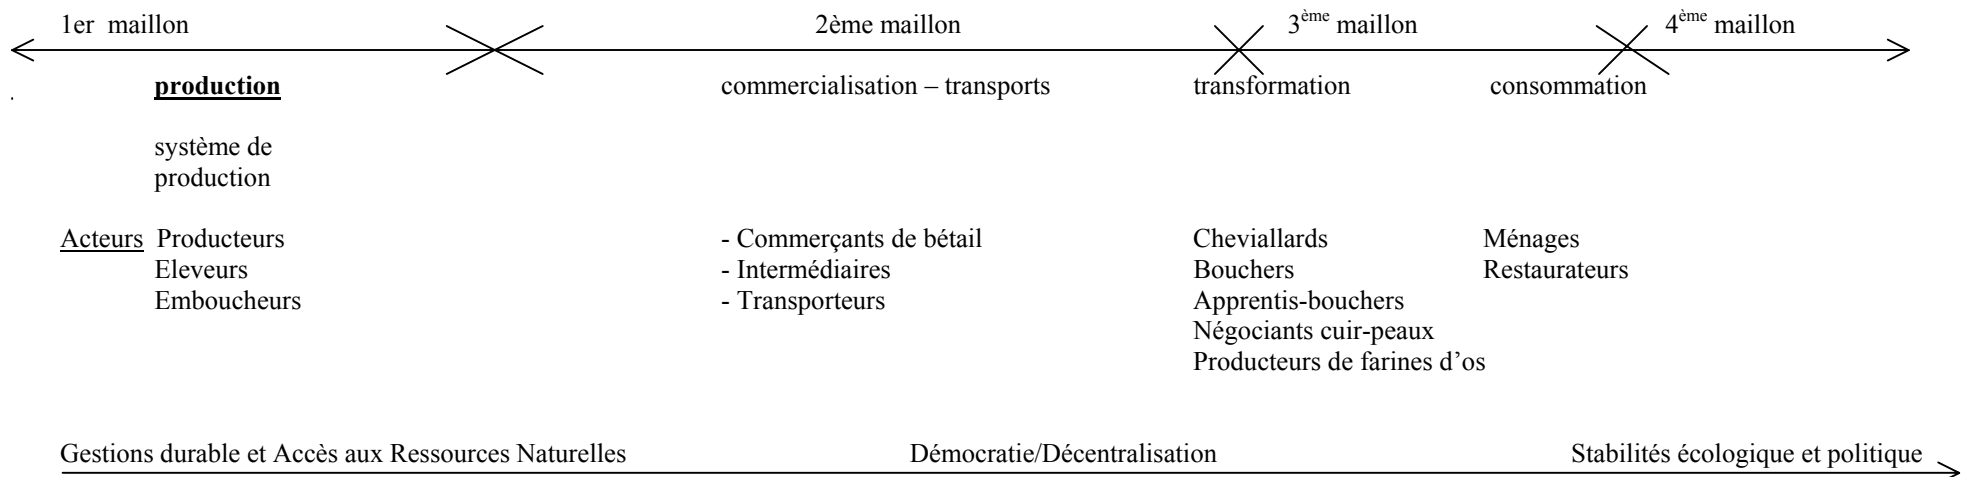 1er maillon 2ème maillon 3ème maillon 4ème maillon
production commercialisation – transports transformation consommation
.
système de
production
Acteurs Producteurs - Commerçants de bétail Cheviallards Ménages
Eleveurs - Intermédiaires Bouchers Restaurateurs
Emboucheurs - Transporteurs Apprentis-bouchers
Négociants cuir-peaux
Producteurs de farines d’os
Gestions durable et Accès aux Ressources Naturelles Démocratie/Décentralisation Stabilités écologique et politique